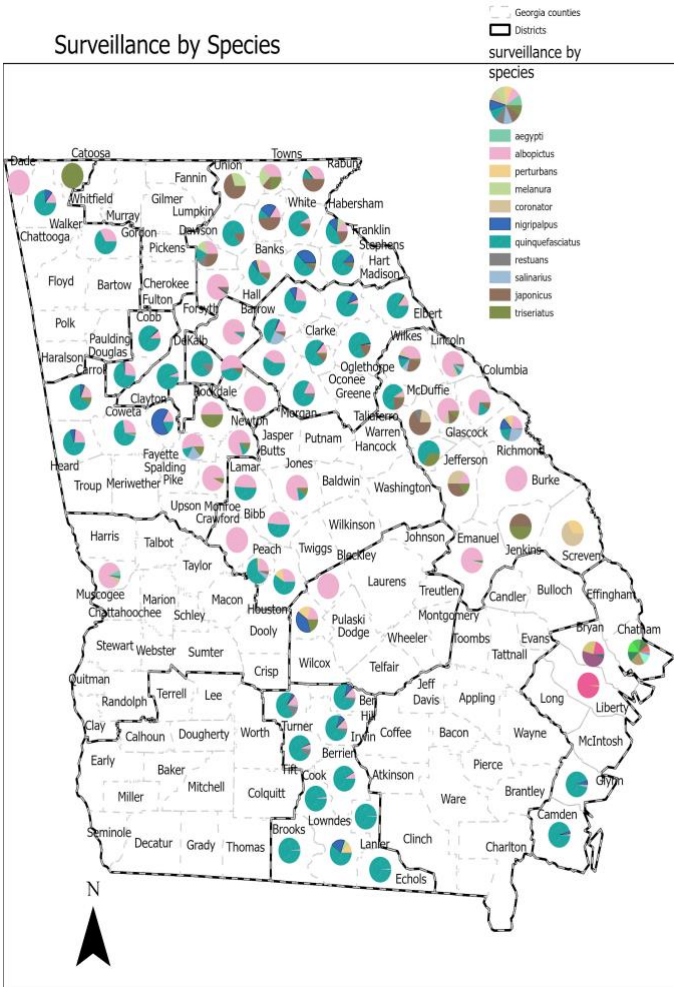 Georgia counties
Districts
Surveillance by Species
surveillance by
species
aegypti
albopictus
perturbans
melanura
coronator
nigripalpus
quinquefasciatus
restuans
salinarius
japonicus
triseriatus
Dade
Catoosa
Towns
Union
Rabun
Fannin
Whitfield
Gilmer
Murray
Walker
Lumpkin
White
Habersham
Chattooga
Gordon
Dawson
Franklin
Pickens
Banks
Stephens
Hart
Floyd
Bartow
Cherokee
Hall
Madison
Fulton
Forsyth
Barrow
Elbert
Polk
Cobb
Clarke
Paulding
DeKalb
Wilkes
Lincoln
Haralson
Douglas
Oglethorpe
Columbia
Carrol
Oconee
Clayton
Rockdale
Greene
McDuffie
Coweta
Newton
Morgan
Taliaferro
Glascock
Jasper
Putnam
Warren
Richmond
Heard
Fayette
Butts
Hancock
Spalding
Lamar
Jones
Jefferson
Troup
Meriwether
Pike
Baldwin
Washington
Burke
Upson
Monroe
Crawford
Bibb
Wilkinson
Harris
Talbot
Johnson
Emanuel
Jenkins
Screven
Taylor
Peach
Twiggs
Bleckley
Muscogee
Macon
Laurens
Treutlen
Candler
Bulloch
Effingham
Chattahoochee
Marion
Schley
Houston
Pulaski
Montgomery
Dooly
Dodge
Toombs
Evans
Bryan
Chatham
Stewart
Webster
Sumter
Wheeler
Tattnall
Quitman
Crisp
Wilcox
Telfair
Randolph
Terrell
Lee
Ben
Hill
Jeff
Davis
Appling
Long
Liberty
Clay
Calhoun
Dougherty
Worth
Turner
Irwin
Coffee
Bacon
Wayne
McIntosh
Early
Tift
Berrien
Baker
Cook
Atkinson
Pierce
Glynn
Miller
Mitchell
Colquitt
Ware
Brantley
Seminole
Brooks
Lowndes
Camden
Decatur
Grady
Thomas
Lanier
Clinch
Charlton
Echols
N